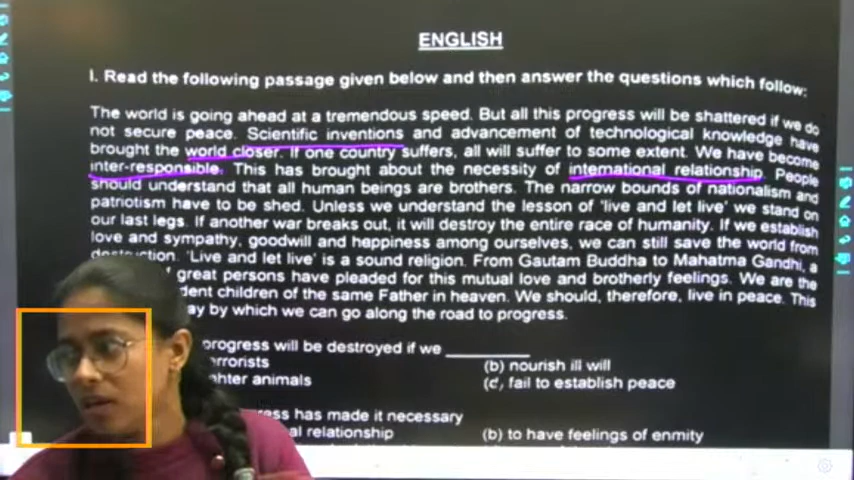 ENGLISH
I. Read the following passage given below and then answer the questions which follow:
The world is going ahead at a tremendous speed. But all this progress will be shattered if we do
not secure peace. Scientific inventions and advancement of technological knowledge have
brought the world closer. If one country suffers, all will suffer to some extent. We have become
inter-responsible. This has brought about the necessity of international relationship. People
should understand that all human beings are brothers. The narrow bounds of nationalism and
patriotism have to be shed. Unless we understand the lesson of 'live and let live' we stand on
our last legs. If another war breaks out, it will destroy the entire race of humanity. If we establish
love and sympathy, goodwill and happiness among ourselves, we can still save the world from
destruction. 'Live and let live' is a sound religion. From Gautam Buddha to Mahatma Gandhi, a
of great persons have pleaded for this mutual love and brotherly feelings. We are the
dent children of the same Father in heaven. We should, therefore, live in peace. This
ay by which we can go along the road to progress.
progress will be destroyed if we ________
errorists (b) nourish ill will
ghter animals (d) fail to establish peace
ress has made it necessary
al relationship (b) to have feelings of enmity